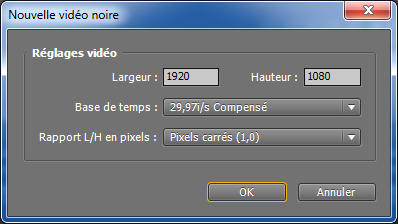 Nouvelle vidéo noire
Réglages vidéo
Largeur : 1920 Hauteur : 1080
Base de temps : 29,97i/s Compensé
Rapport L/H en pixels : Pixels carrés (1,0)
OK Annuler